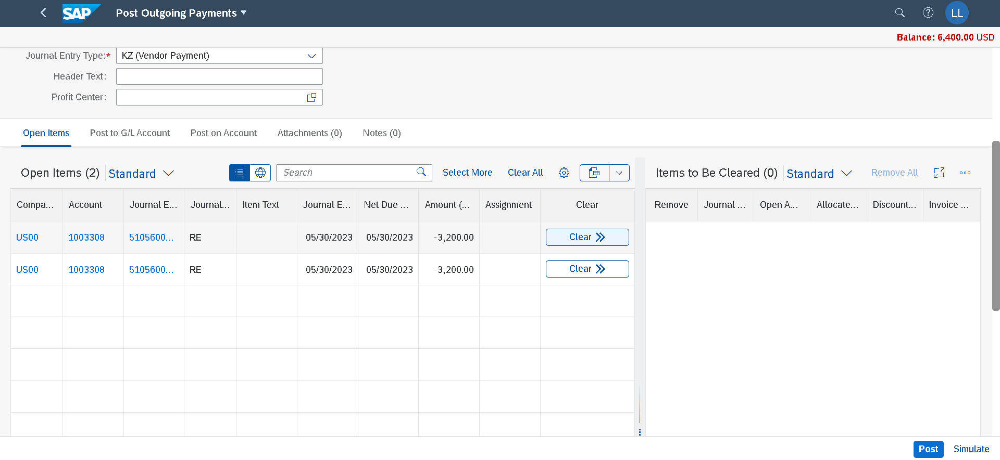 SAP Post Outgoing Payments LL
Balance: 6,400.00 USD
Journal Entry Type:* KZ (Vendor Payment)
Header Text:
Profit Center:
Open Items Post to G/L Account Post on Account Attachments (0) Notes (0)
Open Items (2) Standard Search Select More Clear All Items to Be Cleared (0) Standard Remove All
Compa... Account Journal E... Journal... Item Text Journal E... Net Due ... Amount (... Assignment Clear Remove Journal ... Open A... Allocate... Discount... Invoice ...
US00 1003308 5105600... RE 05/30/2023 05/30/2023 -3,200.00 Clear
US00 1003308 5105600... RE 05/30/2023 05/30/2023 -3,200.00 Clear
Post Simulate